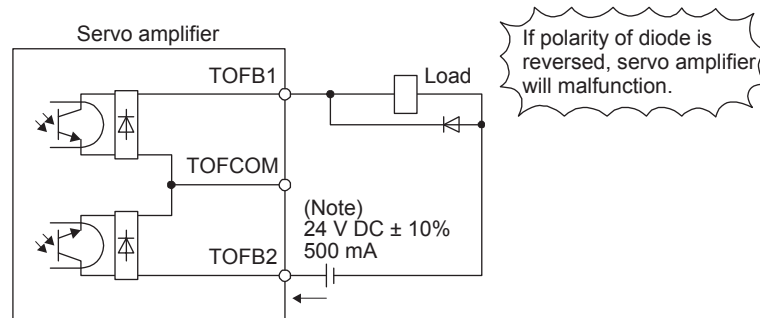 Servo amplifier
If polarity of diode is
reversed, servo amplifier
will malfunction.
TOFB1
Load
TOFCOM
(Note)
24 V DC ± 10%
500 mA
TOFB2